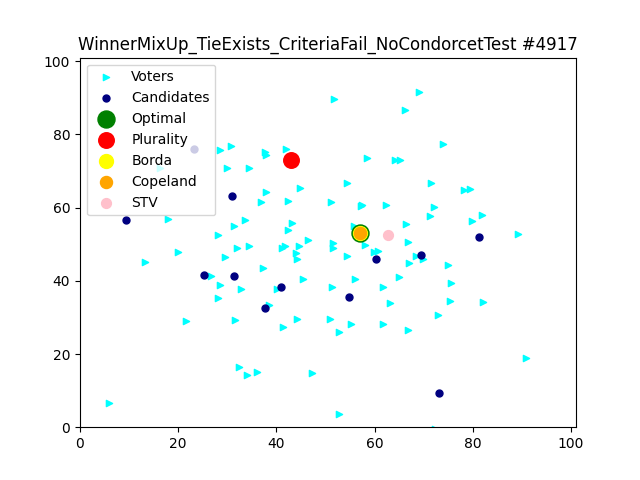 WinnerMixUp_TieExists_CriteriaFail_NoCondorcetTest #4917
100
80
60
40
20
0
Voters
Candidates
Optimal
Plurality
Borda
Copeland
STV
0 20 40 60 80 100